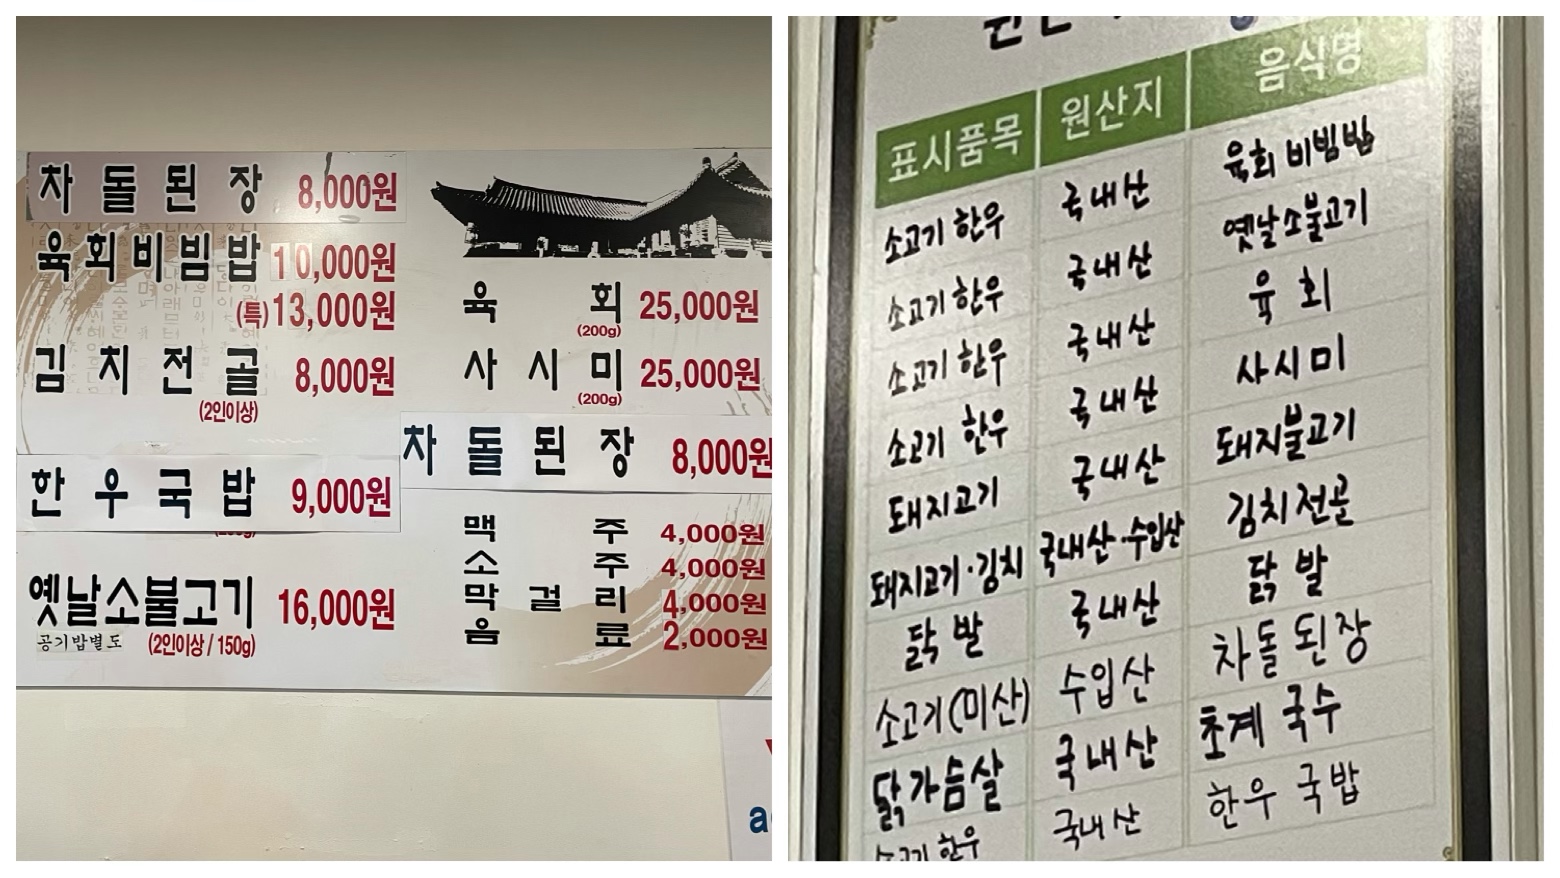 차돌된장 8,000원
육회비빔밥 10,000원
(특)13,000원
김치전골 8,000원
(2인이상)
한우국밥 9,000원
옛날소불고기 16,000원
공기밥별도 (2인이상 / 150g)
육회 25,000원
(200g)
사시미 25,000원
(200g)
차돌된장 8,000원
맥주 4,000원
소주 4,000원
막걸리 4,000원
음료 2,000원
표시품목 원산지 음식명
소고기 한우 국내산 육회 비빔밥
소고기 한우 국내산 옛날소불고기
소고기 한우 국내산 육회
소고기 한우 국내산 사시미
돼지고기 국내산 돼지불고기
돼지고기·김치 국내산·수입산 김치전골
닭발 국내산 닭발
소고기(미산) 수입산 차돌된장
닭가슴살 국내산 초계 국수
소고기 한우 국내산 한우 국밥